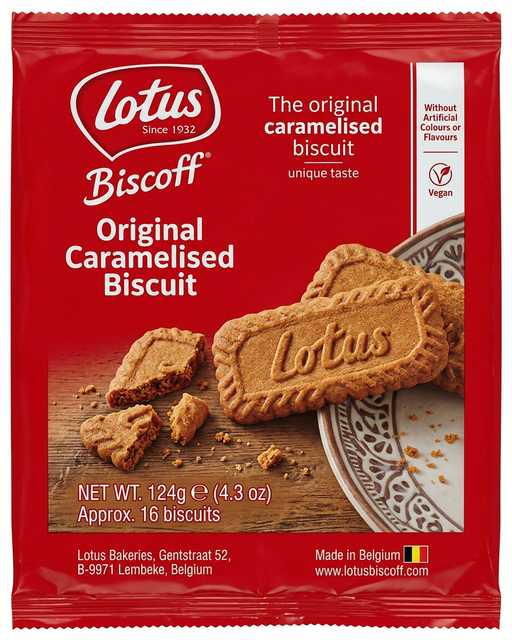 Lotus
Since 1932
Biscoff®
Original
Caramelised
Biscuit
The original
caramelised
biscuit
unique taste
Without
Artificial
Colours or
Flavours
Vegan
Lotus
NET WT. 124g ℮ (4.3 oz)
Approx. 16 biscuits
Lotus Bakeries, Gentstraat 52,
B-9971 Lembeke, Belgium
Made in Belgium
www.lotusbiscoff.com